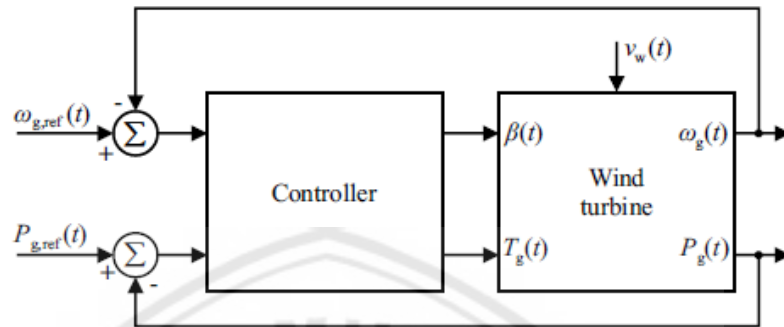 v_w(t)
-
ω_g,ref(t)
Σ
+
β(t)
ω_g(t)
Controller
Wind
turbine
P_g,ref(t)
Σ
+
-
T_g(t)
P_g(t)